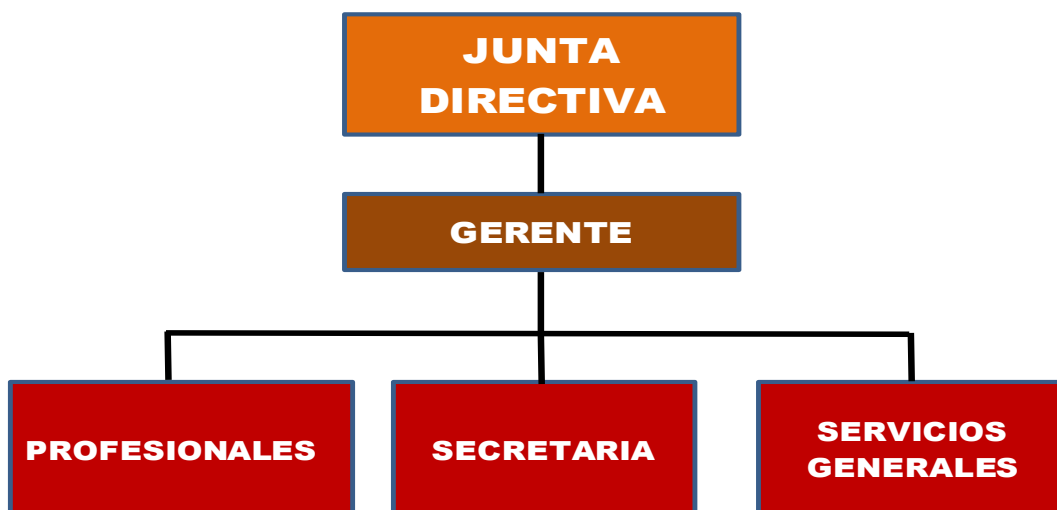 JUNTA
DIRECTIVA
GERENTE
PROFESIONALES
SECRETARIA
SERVICIOS
GENERALES